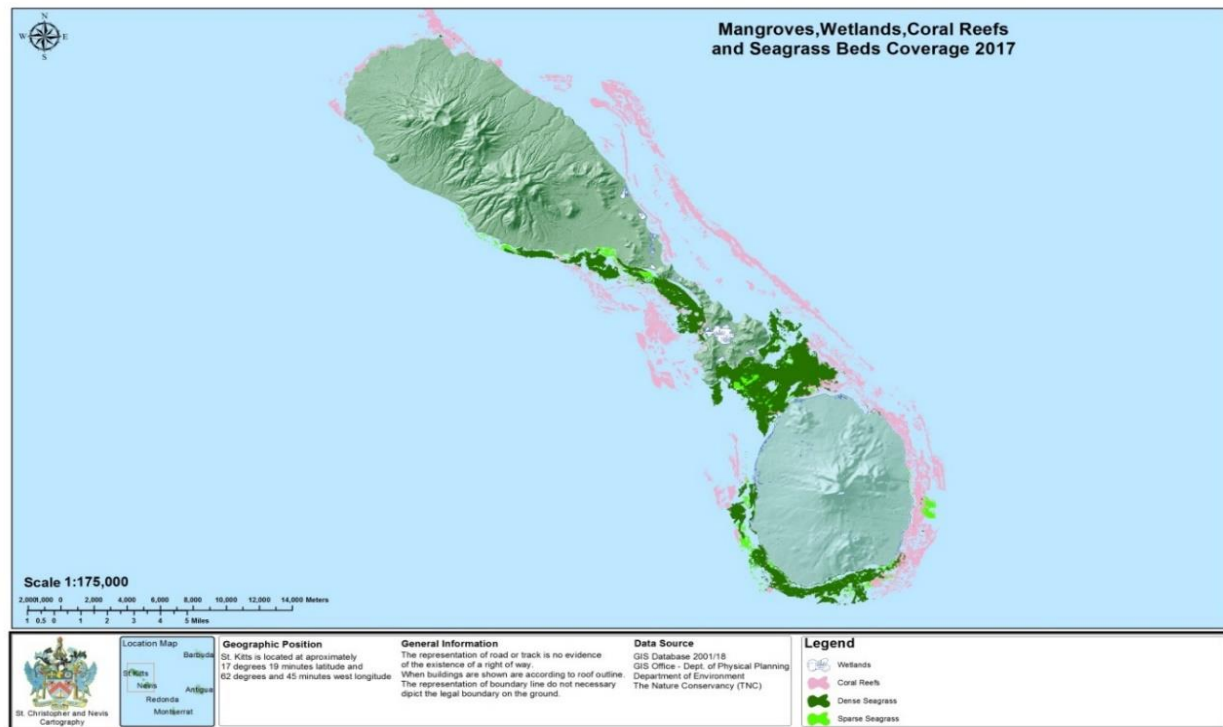 Mangroves,Wetlands,Coral Reefs
and Seagrass Beds Coverage 2017
N
W E
S
Scale 1:175,000
2,0001,000 0 2,000 4,000 6,000 8,000 10,000 12,000 14,000 Meters
1 0.5 0 1 2 3 4 5 Miles
St. Christopher and Nevis
Cartography
Location Map
Barbuda
St.Kitts
Nevis
Antigua
Redonda
Montserrat
Geographic Position
St. Kitts is located at aproximately
17 degrees 19 minutes latitude and
62 degrees and 45 minutes west longitude
General Information
The representation of road or track is no evidence
of the existence of a right of way.
When buildings are shown are according to roof outline.
The representation of boundary line do not necessary
dipict the legal boundary on the ground.
Data Source
GIS Database 2001/18
GIS Office - Dept. of Physical Planning
Department of Environment
The Nature Conservancy (TNC)
Legend
Wetlands
Coral Reefs
Dense Seagrass
Sparse Seagrass